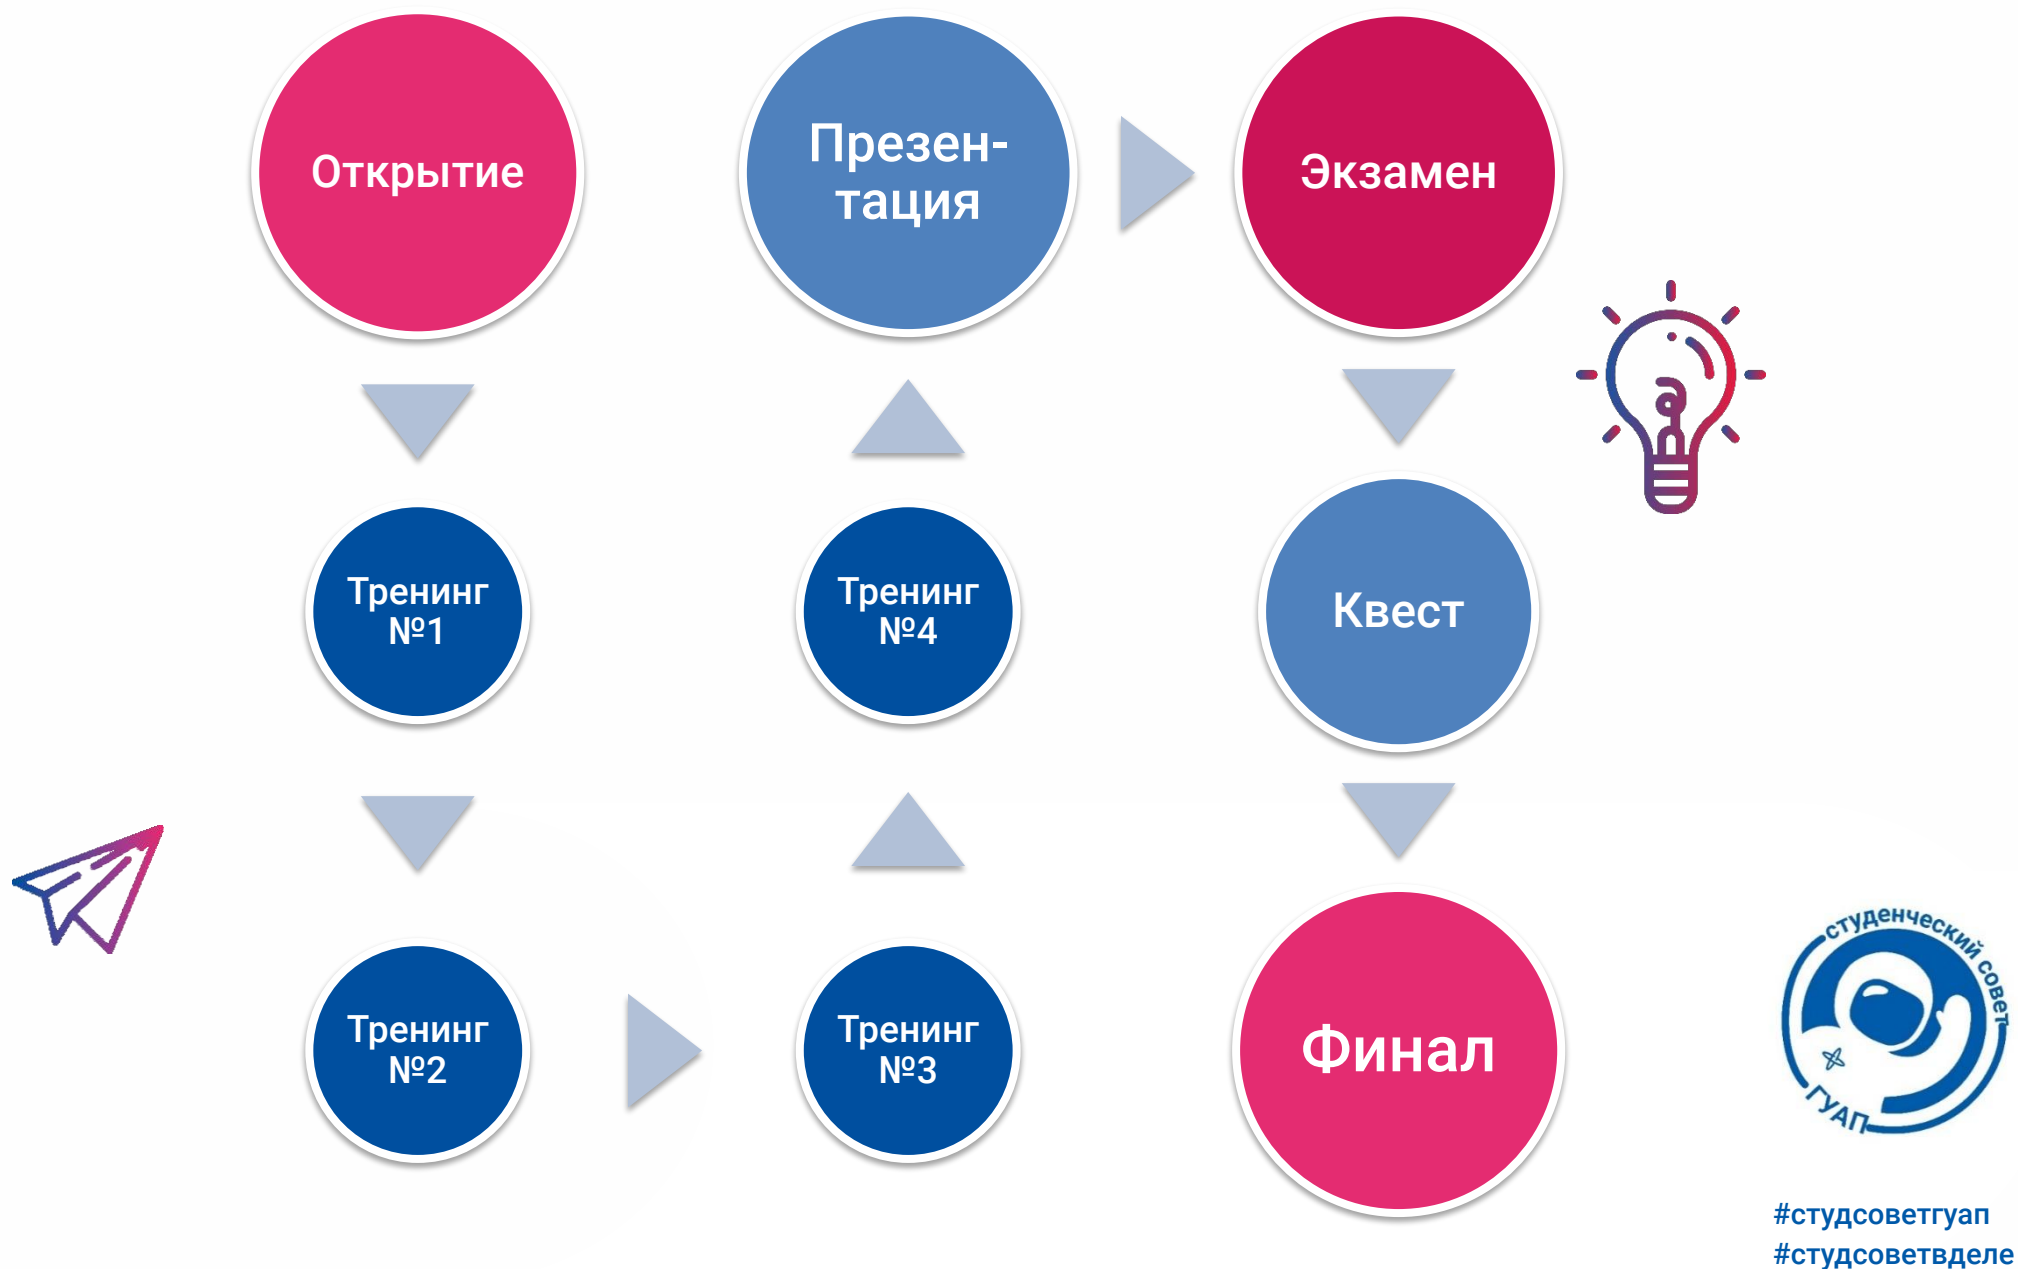 Открытие
Тренинг
№1
Тренинг
№2
Тренинг
№3
Тренинг
№4
Презен-
тация
Экзамен
Квест
Финал
студенческий совет
ГУАП
#студсоветгуап
#студсоветвделе